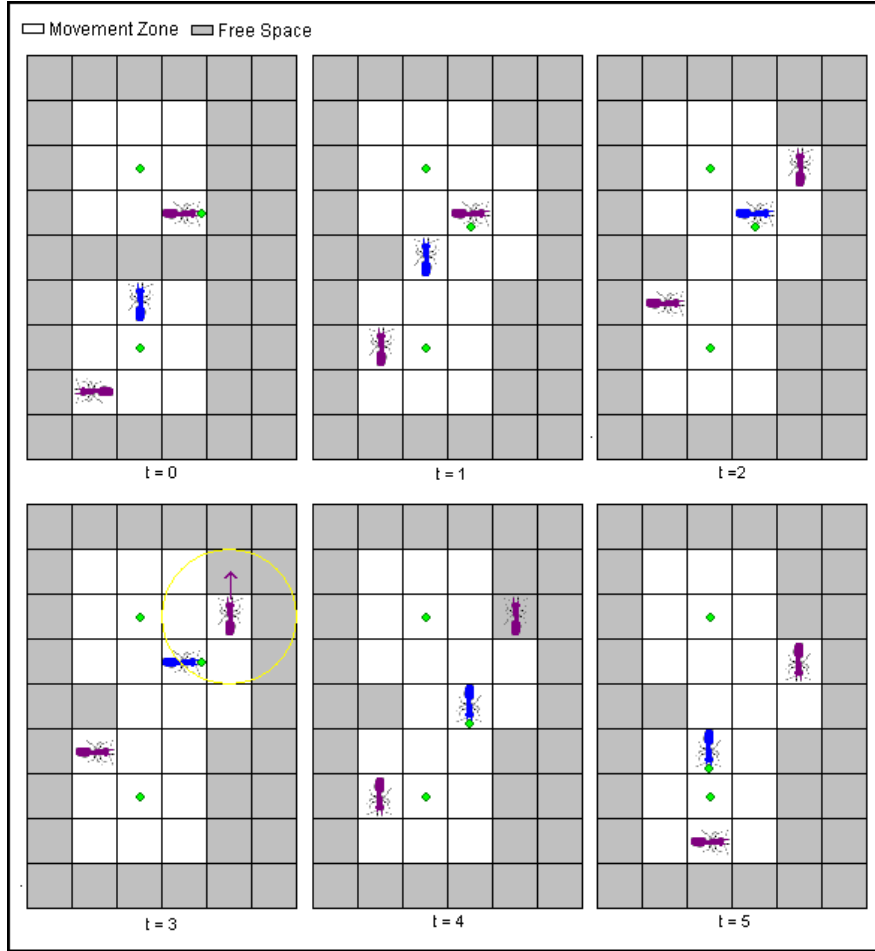 Movement Zone Free Space
t = 0 t = 1 t =2
t = 3 t = 4 t = 5